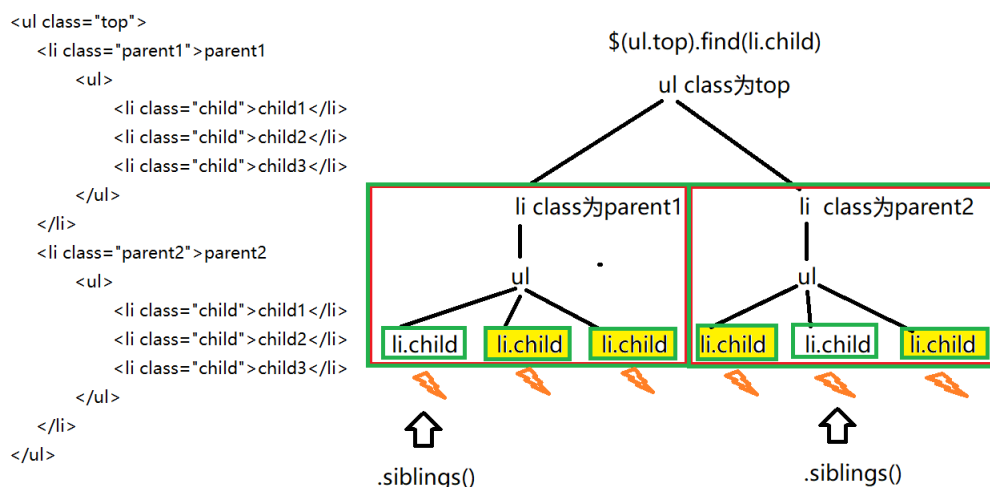 <ul class="top">
<li class="parent1">parent1
<ul>
<li class="child">child1</li>
<li class="child">child2</li>
<li class="child">child3</li>
</ul>
</li>
<li class="parent2">parent2
<ul>
<li class="child">child1</li>
<li class="child">child2</li>
<li class="child">child3</li>
</ul>
</li>
</ul>
$(ul.top).find(li.child)
ul class为top
li class为parent1
li class为parent2
ul
ul
li.child
li.child
li.child
li.child
li.child
li.child
.siblings()
.siblings()